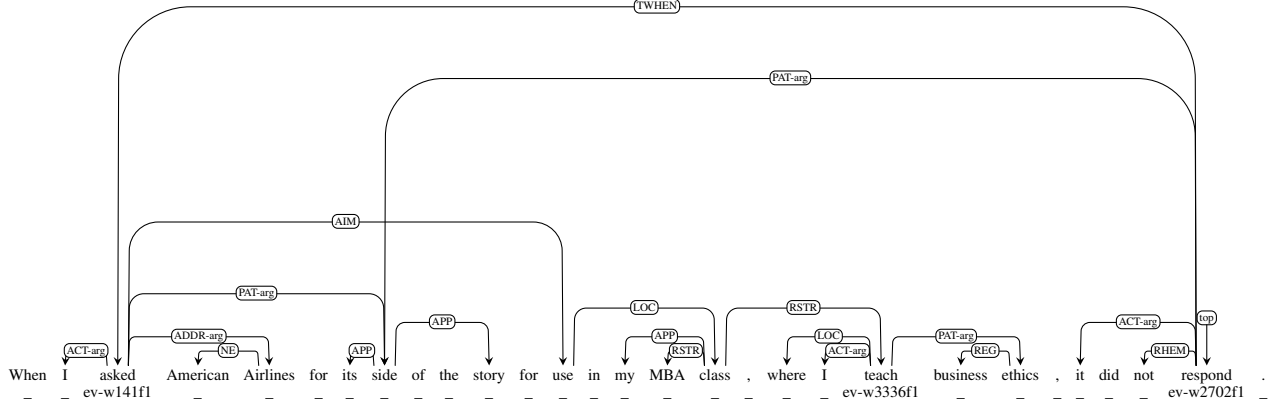 TWHEN
PAT-arg
AIM
PAT-arg
LOC RSTR
APP ACT-arg top
ADDR-arg APP LOC PAT-arg
ACT-arg NE APP RSTR ACT-arg REG RHEM
When I asked American Airlines for its side of the story for use in my MBA class , where I teach business ethics , it did not respond .
_ _ ev-w141f1 _ _ _ _ _ _ _ _ _ _ _ _ _ _ _ _ _ ev-w3336f1 _ _ _ _ _ _ ev-w2702f1 _